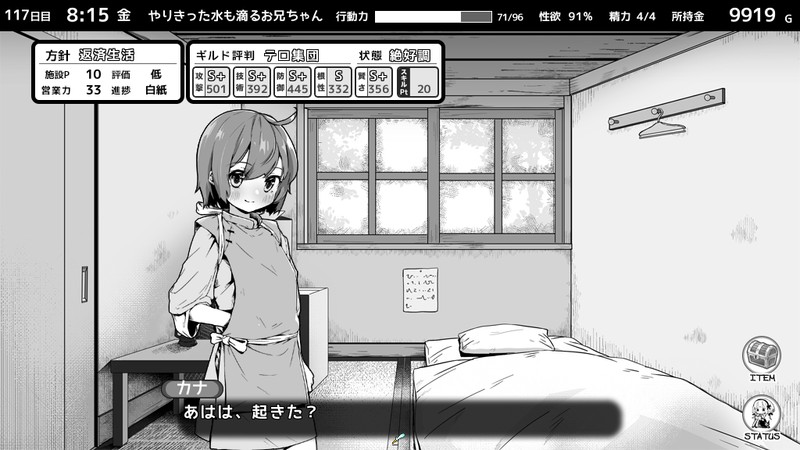 117日目 8:15 金 やりきった水も滴るお兄ちゃん 行動力 71/96 性欲 91% 精力 4/4 所持金 9919 G
方針 返済生活
施設P 10 評価 低
営業力 33 進捗 白紙
ギルド評判 テロ集団 状態 絶好調
攻撃 S+ 501 技術 S+ 392 防御 S+ 445 根性 S 332 賢さ S+ 356 スキルPt 20
ITEM
STATUS
カナ
あはは、起きた？